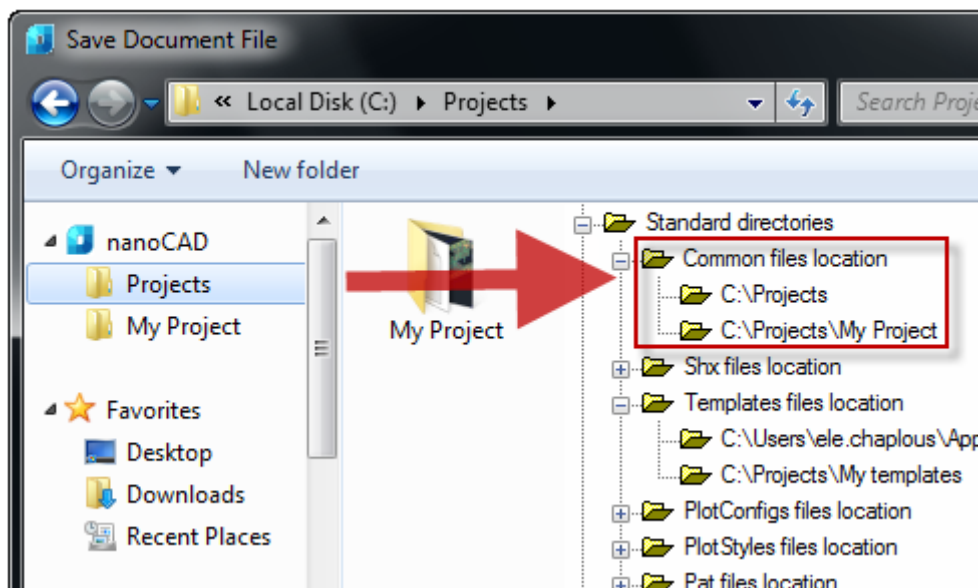 Save Document File
« Local Disk (C:) Projects
Search Proje
Organize
New folder
nanoCAD
Projects
My Project
Favorites
Desktop
Downloads
Recent Places
My Project
Standard directories
Common files location
C:\Projects
C:\Projects\My Project
Shx files location
Templates files location
C:\Users\ele.chaplous\App
C:\Projects\My templates
PlotConfigs files location
PlotStyles files location
Pat files location